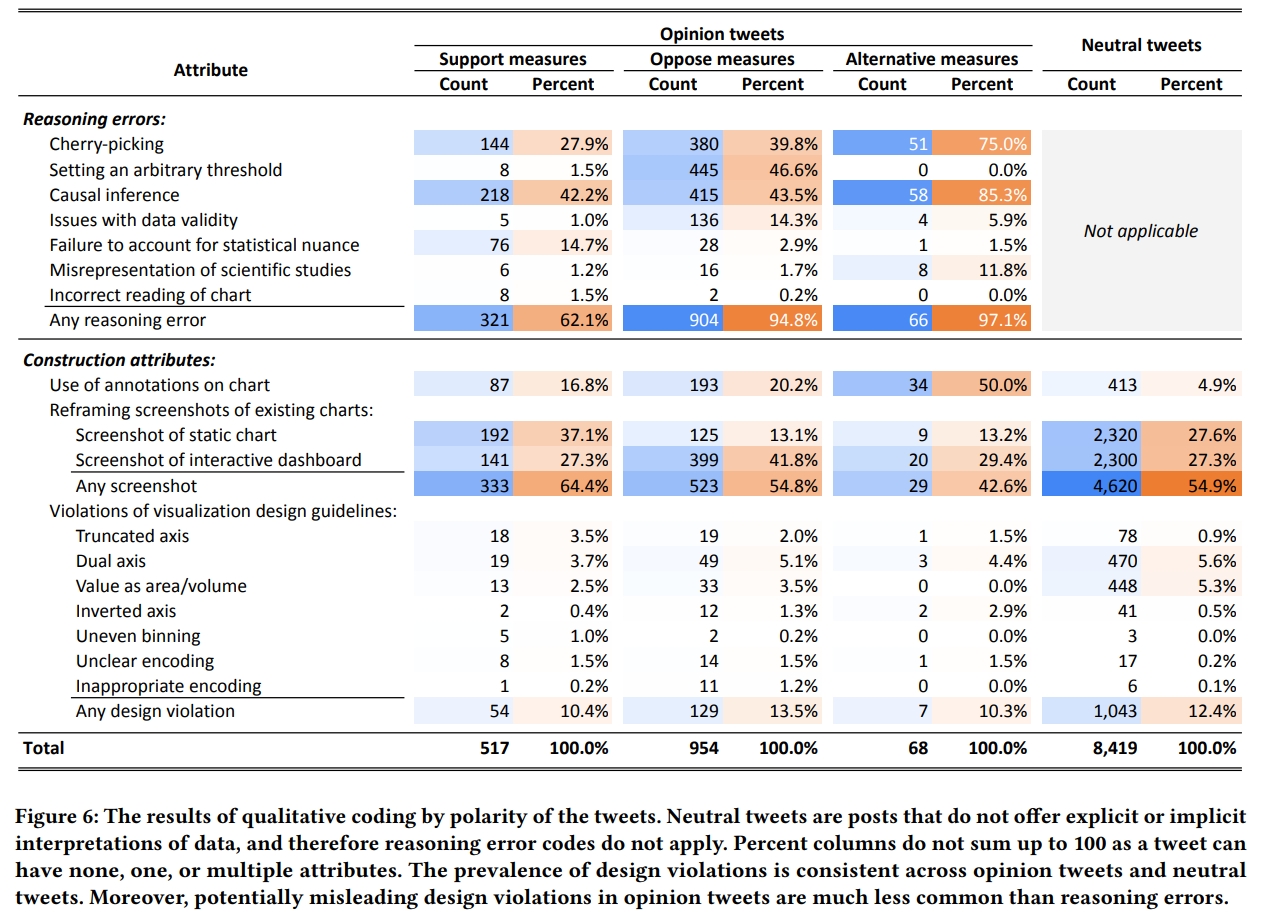 Opinion tweets
Neutral tweets
Attribute
Support measures Oppose measures Alternative measures
Count Percent Count Percent Count Percent Count Percent
Reasoning errors:
Cherry-picking 144 27.9% 380 39.8% 51 75.0%
Setting an arbitrary threshold 8 1.5% 445 46.6% 0 0.0%
Causal inference 218 42.2% 415 43.5% 58 85.3%
Issues with data validity 5 1.0% 136 14.3% 4 5.9%
Not applicable
Failure to account for statistical nuance 76 14.7% 28 2.9% 1 1.5%
Misrepresentation of scientific studies 6 1.2% 16 1.7% 8 11.8%
Incorrect reading of chart 8 1.5% 2 0.2% 0 0.0%
Any reasoning error 321 62.1% 904 94.8% 66 97.1%
Construction attributes:
Use of annotations on chart 87 16.8% 193 20.2% 34 50.0% 413 4.9%
Reframing screenshots of existing charts:
Screenshot of static chart 192 37.1% 125 13.1% 9 13.2% 2,320 27.6%
Screenshot of interactive dashboard 141 27.3% 399 41.8% 20 29.4% 2,300 27.3%
Any screenshot 333 64.4% 523 54.8% 29 42.6% 4,620 54.9%
Violations of visualization design guidelines:
Truncated axis 18 3.5% 19 2.0% 1 1.5% 78 0.9%
Dual axis 19 3.7% 49 5.1% 3 4.4% 470 5.6%
Value as area/volume 13 2.5% 33 3.5% 0 0.0% 448 5.3%
Inverted axis 2 0.4% 12 1.3% 2 2.9% 41 0.5%
Uneven binning 5 1.0% 2 0.2% 0 0.0% 3 0.0%
Unclear encoding 8 1.5% 14 1.5% 1 1.5% 17 0.2%
Inappropriate encoding 1 0.2% 11 1.2% 0 0.0% 6 0.1%
Any design violation 54 10.4% 129 13.5% 7 10.3% 1,043 12.4%
Total 517 100.0% 954 100.0% 68 100.0% 8,419 100.0%
Figure 6: The results of qualitative coding by polarity of the tweets. Neutral tweets are posts that do not offer explicit or implicit
interpretations of data, and therefore reasoning error codes do not apply. Percent columns do not sum up to 100 as a tweet can
have none, one, or multiple attributes. The prevalence of design violations is consistent across opinion tweets and neutral
tweets. Moreover, potentially misleading design violations in opinion tweets are much less common than reasoning errors.